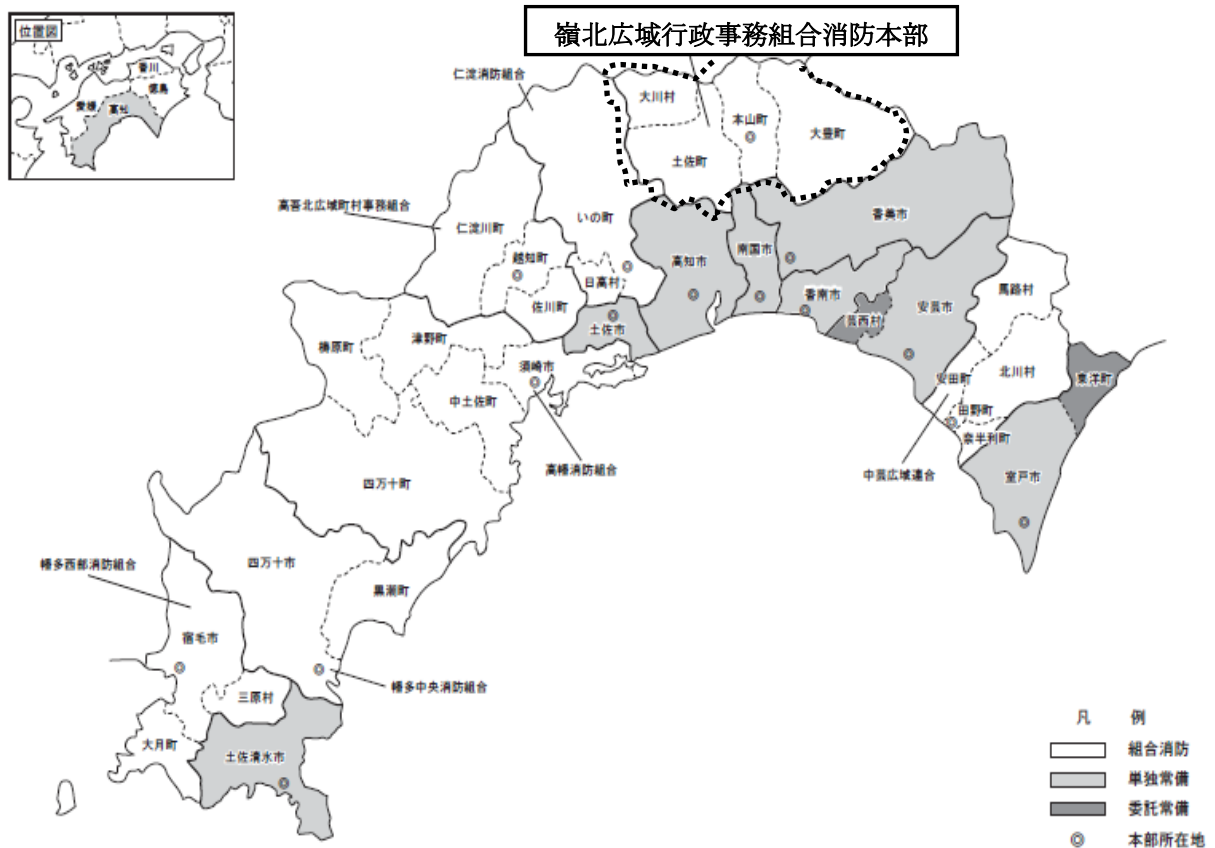 位置図
香川
徳島
愛媛
高知
嶺北広域行政事務組合消防本部
仁淀消防組合
大川村
本山町
大豊町
土佐町
高吾北広域町村事務組合
仁淀川町
いの町
香美市
越知町
高知市
南国市
日高村
佐川町
香南市
馬路村
安芸市
芸西村
土佐市
津野町
梼原町
須崎市
北川村
安田町
東洋町
中土佐町
田野町
奈半利町
高幡消防組合
中芸広域連合
室戸市
四万十町
四万十市
幡多西部消防組合
黒潮町
宿毛市
幡多中央消防組合
三原村
大月町
土佐清水市
凡 例
組合消防
単独常備
委託常備
◎ 本部所在地